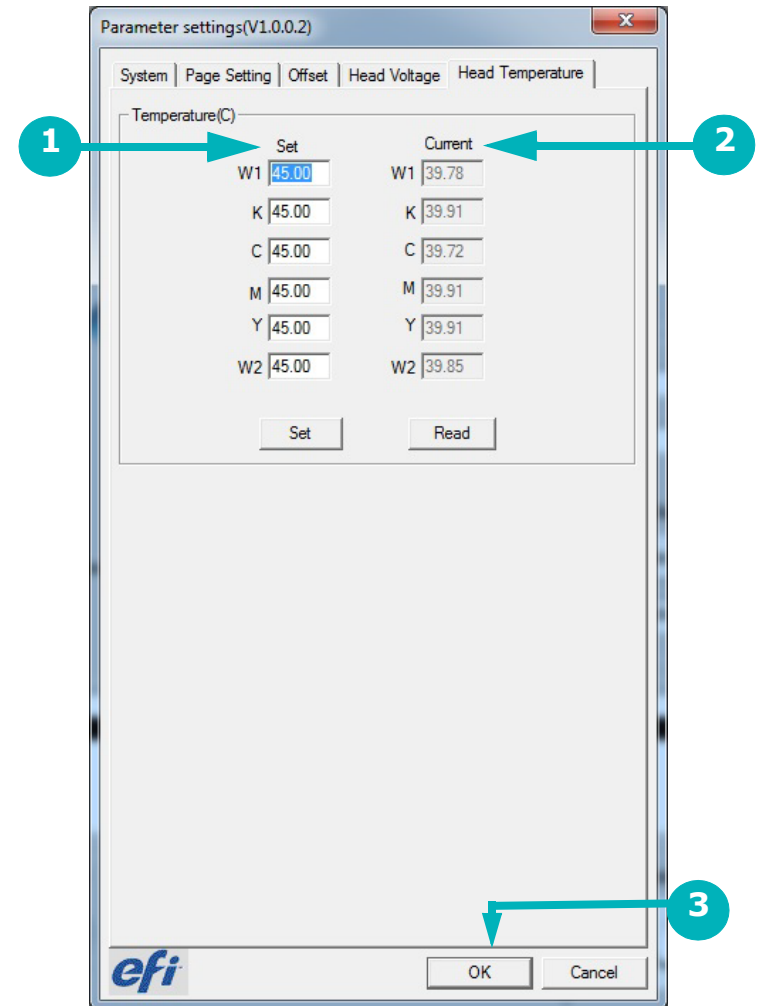 Parameter settings(V1.0.0.2)
System Page Setting Offset Head Voltage Head Temperature
Temperature(C)
1 Set Current 2
W1 45.00 W1 39.78
K 45.00 K 39.91
C 45.00 C 39.72
M 45.00 M 39.91
Y 45.00 Y 39.91
W2 45.00 W2 39.85
Set Read
3
efi OK Cancel